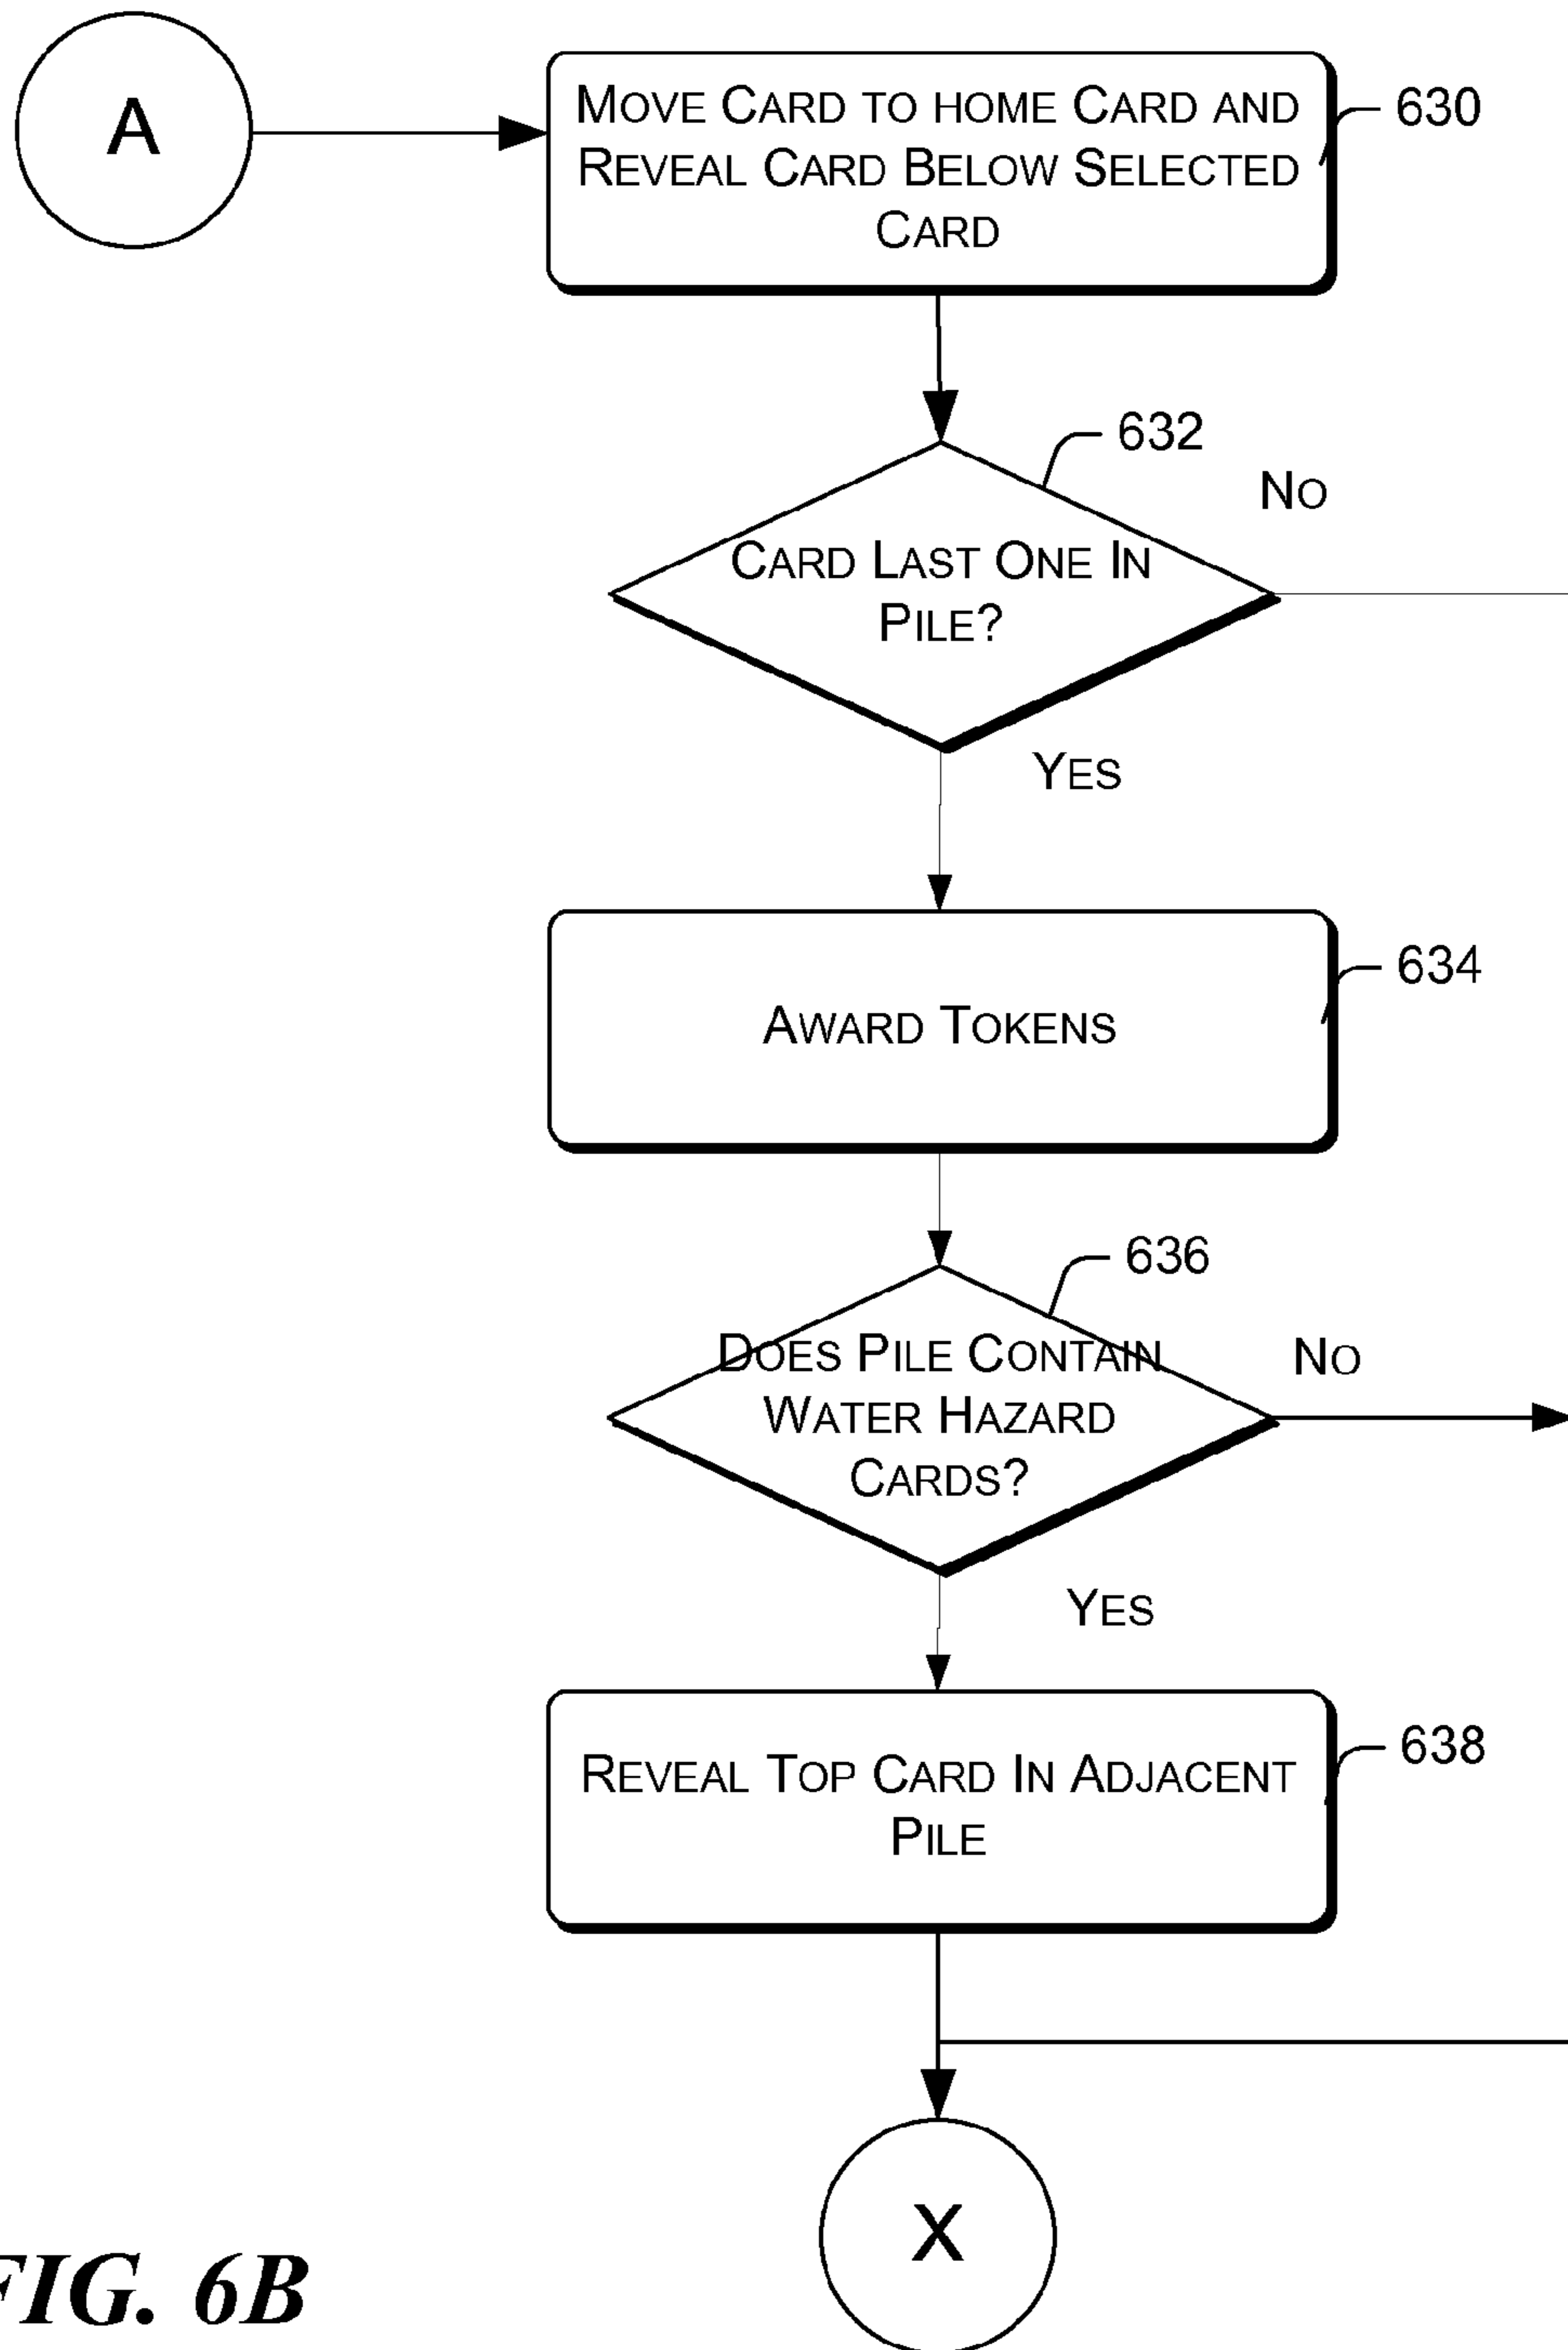 A
MOVE CARD TO HOME CARD AND
REVEAL CARD BELOW SELECTED
CARD
630
632
NO
CARD LAST ONE IN
PILE?
YES
634
AWARD TOKENS
636
DOES PILE CONTAIN
WATER HAZARD
CARDS?
NO
YES
638
REVEAL TOP CARD IN ADJACENT
PILE
X
FIG. 6B